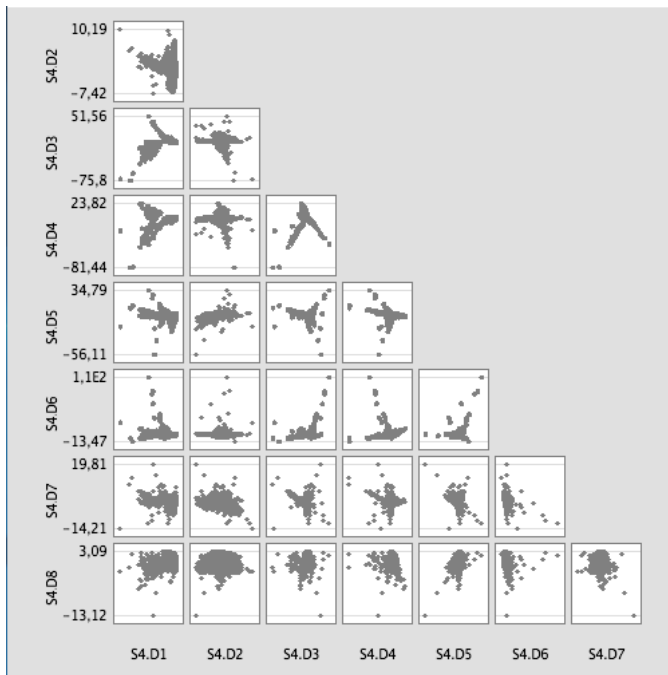 S4.D2
10,19
−7,42
S4.D3
51,56
−75,8
S4.D4
23,82
−81,44
S4.D5
34,79
−56,11
S4.D6
1,1E2
−13,47
S4.D7
19,81
−14,21
S4.D8
3,09
−13,12
S4.D1 S4.D2 S4.D3 S4.D4 S4.D5 S4.D6 S4.D7